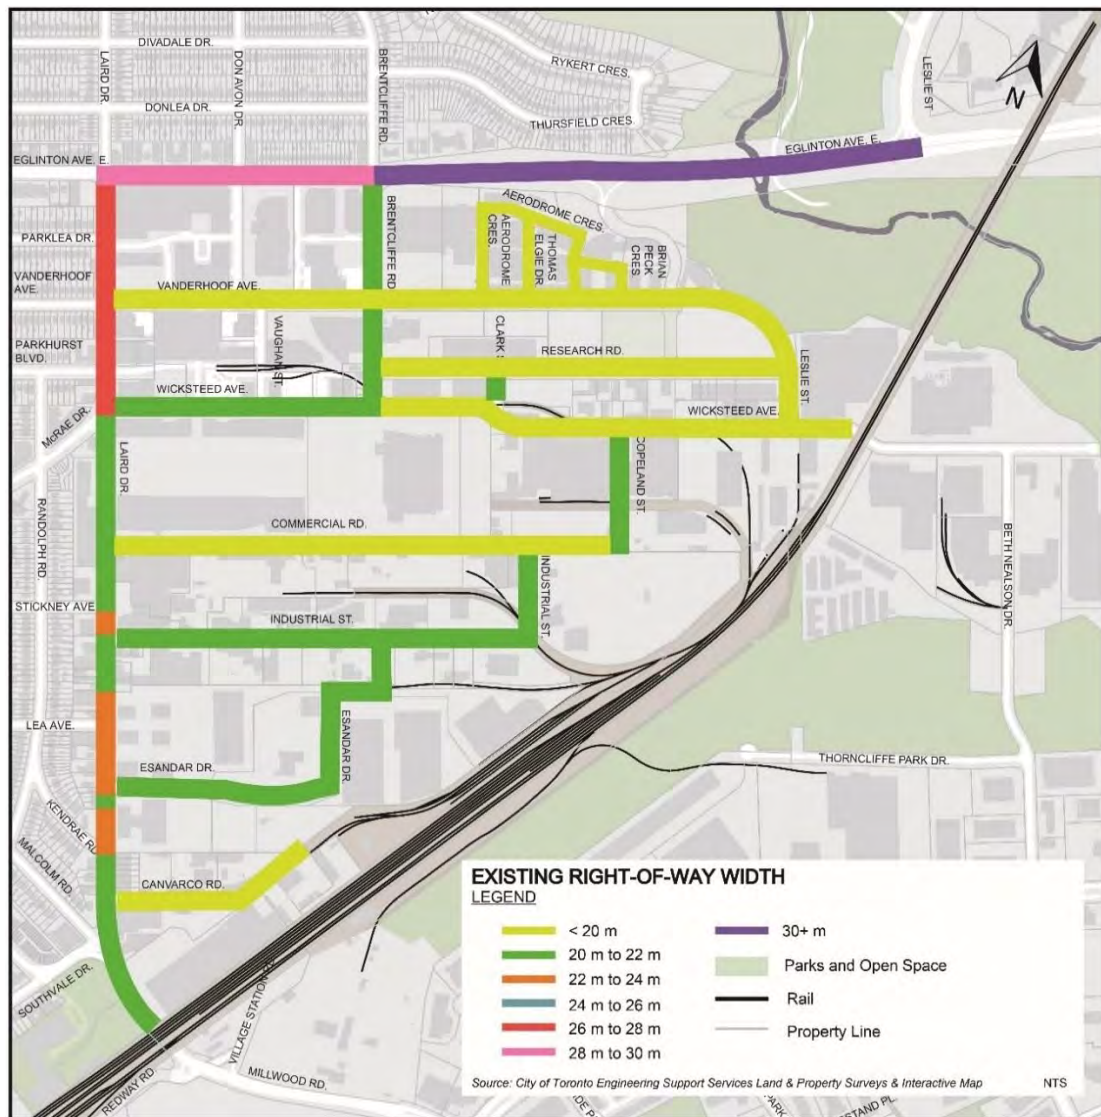 DIVADALE DR.
LAIRD DR.
DON AVON DR.
BRENTCLIFFE RD.
RYKERT CRES.
LESLIE ST
N
DONLEA DR.
THURSFIELD CRES.
EGLINTON AVE. E.
EGLINTON AVE. E.
AERODROME CRES.
PARKLEA DR.
BRENTCLIFFE RD
AERODROME
CRES.
THOMAS
ELGIE DR.
BRIAN
PECK
CRES.
VANDERHOOF
AVE.
VANDERHOOF AVE.
PARKHURST
BLVD.
VAUGHAN ST.
CLARK
RESEARCH RD.
LESLIE ST.
WICKSTEED AVE.
WICKSTEED AVE.
McRAE DR.
LAIRD DR.
COPELAND ST.
RANDOLPH RD.
COMMERCIAL RD.
BETH NEALSON DR.
STICKNEY AVE
INDUSTRIAL ST.
INDUSTRIAL ST.
LEA AVE.
ESANDAR DR.
ESANDAR DR.
THORNCLIFFE PARK DR.
KENDRAE RD
MALCOLM RD
CANVARCO RD.
SOUTHVALE DR.
VILLAGE STATION
REDWAY RD.
MILLWOOD RD.
EXISTING RIGHT-OF-WAY WIDTH
LEGEND
< 20 m
20 m to 22 m
22 m to 24 m
24 m to 26 m
26 m to 28 m
28 m to 30 m
30+ m
Parks and Open Space
Rail
Property Line
Source: City of Toronto Engineering Support Services Land & Property Surveys & Interactive Map
NTS